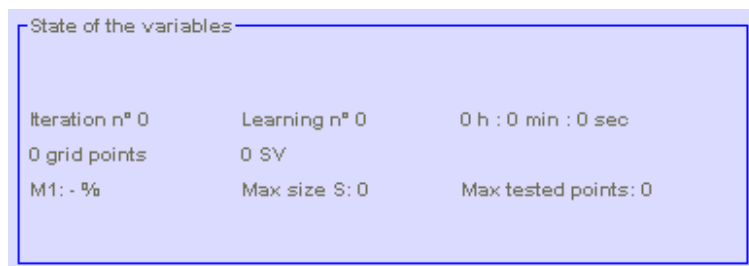 State of the variables
Iteration n° 0 Learning n° 0 0 h : 0 min : 0 sec
0 grid points 0 SV
M1: - % Max size S: 0 Max tested points: 0